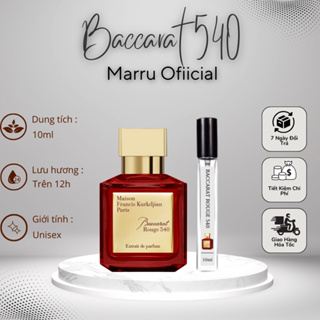 Baccarat 540
Marru Ofiicial
Dung tích :
10ml
Lưu hương :
Trên 12h
Giới tính :
Unisex
7 Ngày Đổi
Trả
Tiết Kiệm Chi
Phí
Giao Hàng
Hỏa Tốc
Maison
Francis Kurkdjian
Paris
Baccarat
Rouge 540
Extrait de parfum
BACCARAT ROUGE 540
10ML